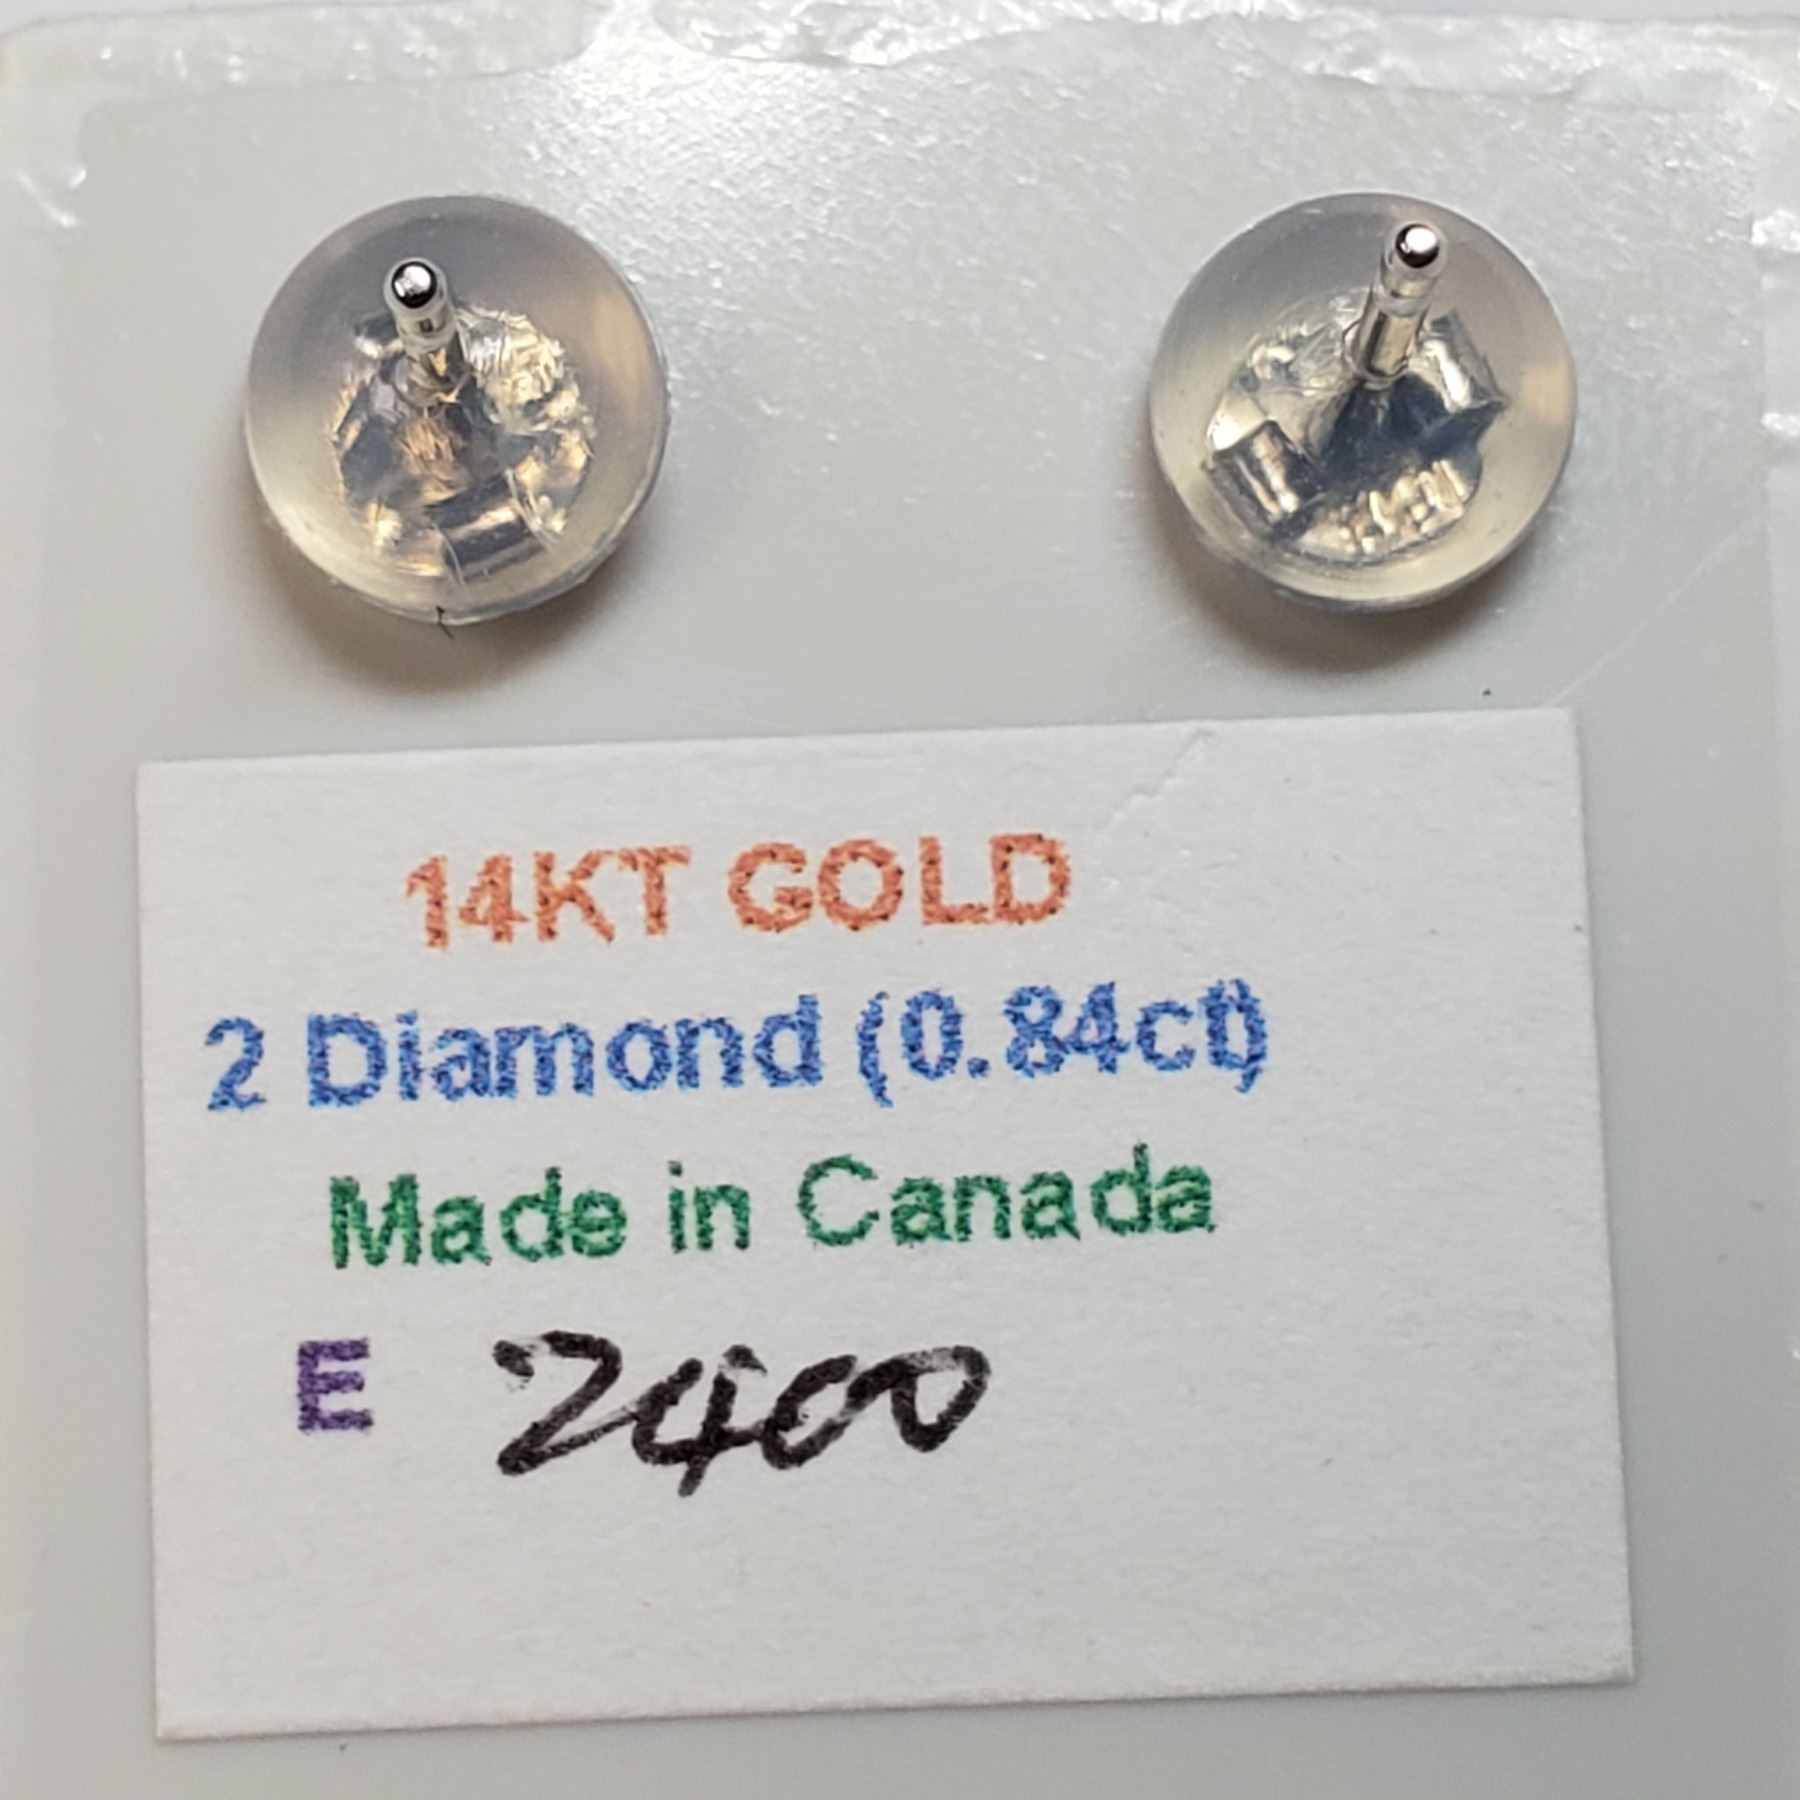 14KT GOLD
2 Diamond (0.84ct)
Made in Canada
E 2400